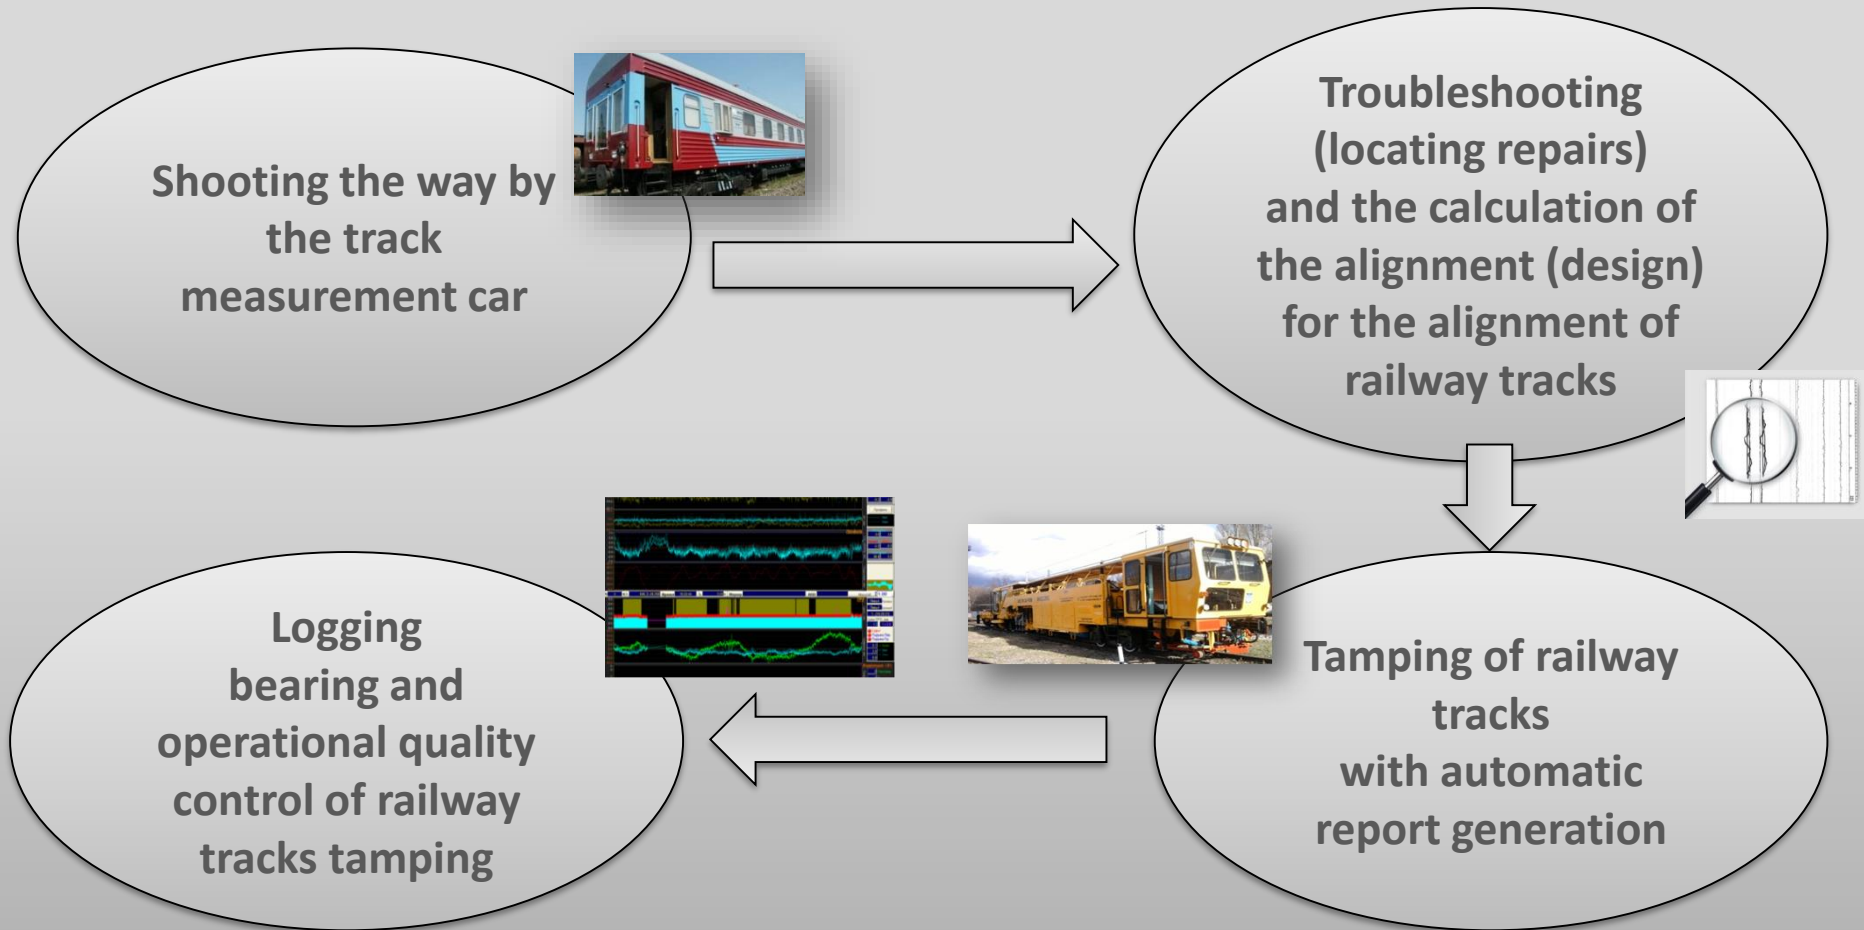 Shooting the way by
the track
measurement car
Troubleshooting
(locating repairs)
and the calculation of
the alignment (design)
for the alignment of
railway tracks
Tamping of railway
tracks
with automatic
report generation
Logging
bearing and
operational quality
control of railway
tracks tamping